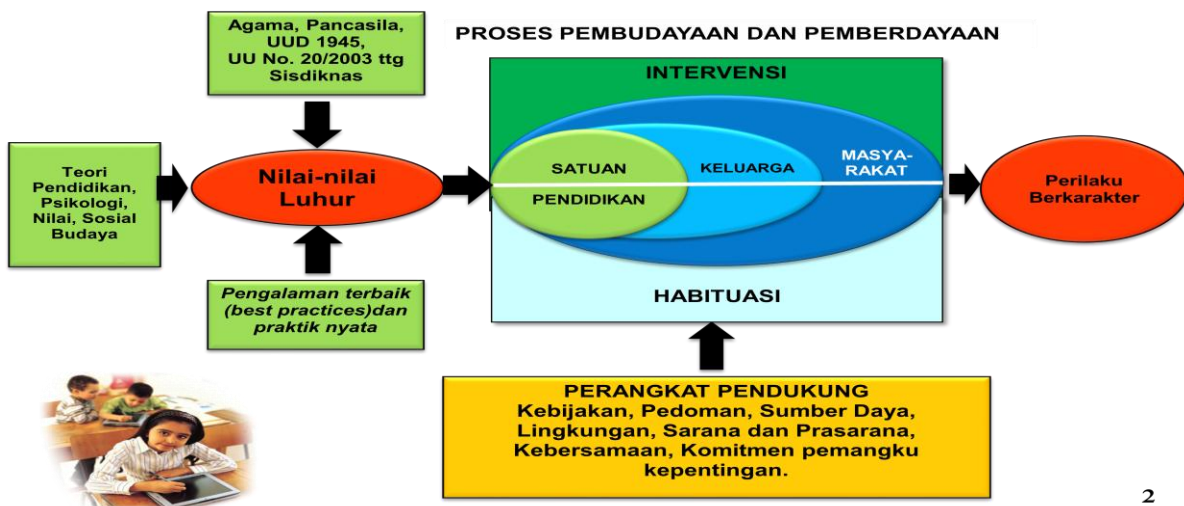 Agama, Pancasila,
UUD 1945,
UU No. 20/2003 ttg
Sisdiknas
PROSES PEMBUDAYAAN DAN PEMBERDAYAAN
INTERVENSI
Teori
Pendidikan,
Psikologi,
Nilai, Sosial
Budaya
Nilai-nilai
Luhur
SATUAN
PENDIDIKAN
KELUARGA
MASYA-
RAKAT
Perilaku
Berkarakter
Pengalaman terbaik
(best practices)dan
praktik nyata
HABITUASI
PERANGKAT PENDUKUNG
Kebijakan, Pedoman, Sumber Daya,
Lingkungan, Sarana dan Prasarana,
Kebersamaan, Komitmen pemangku
kepentingan.
2